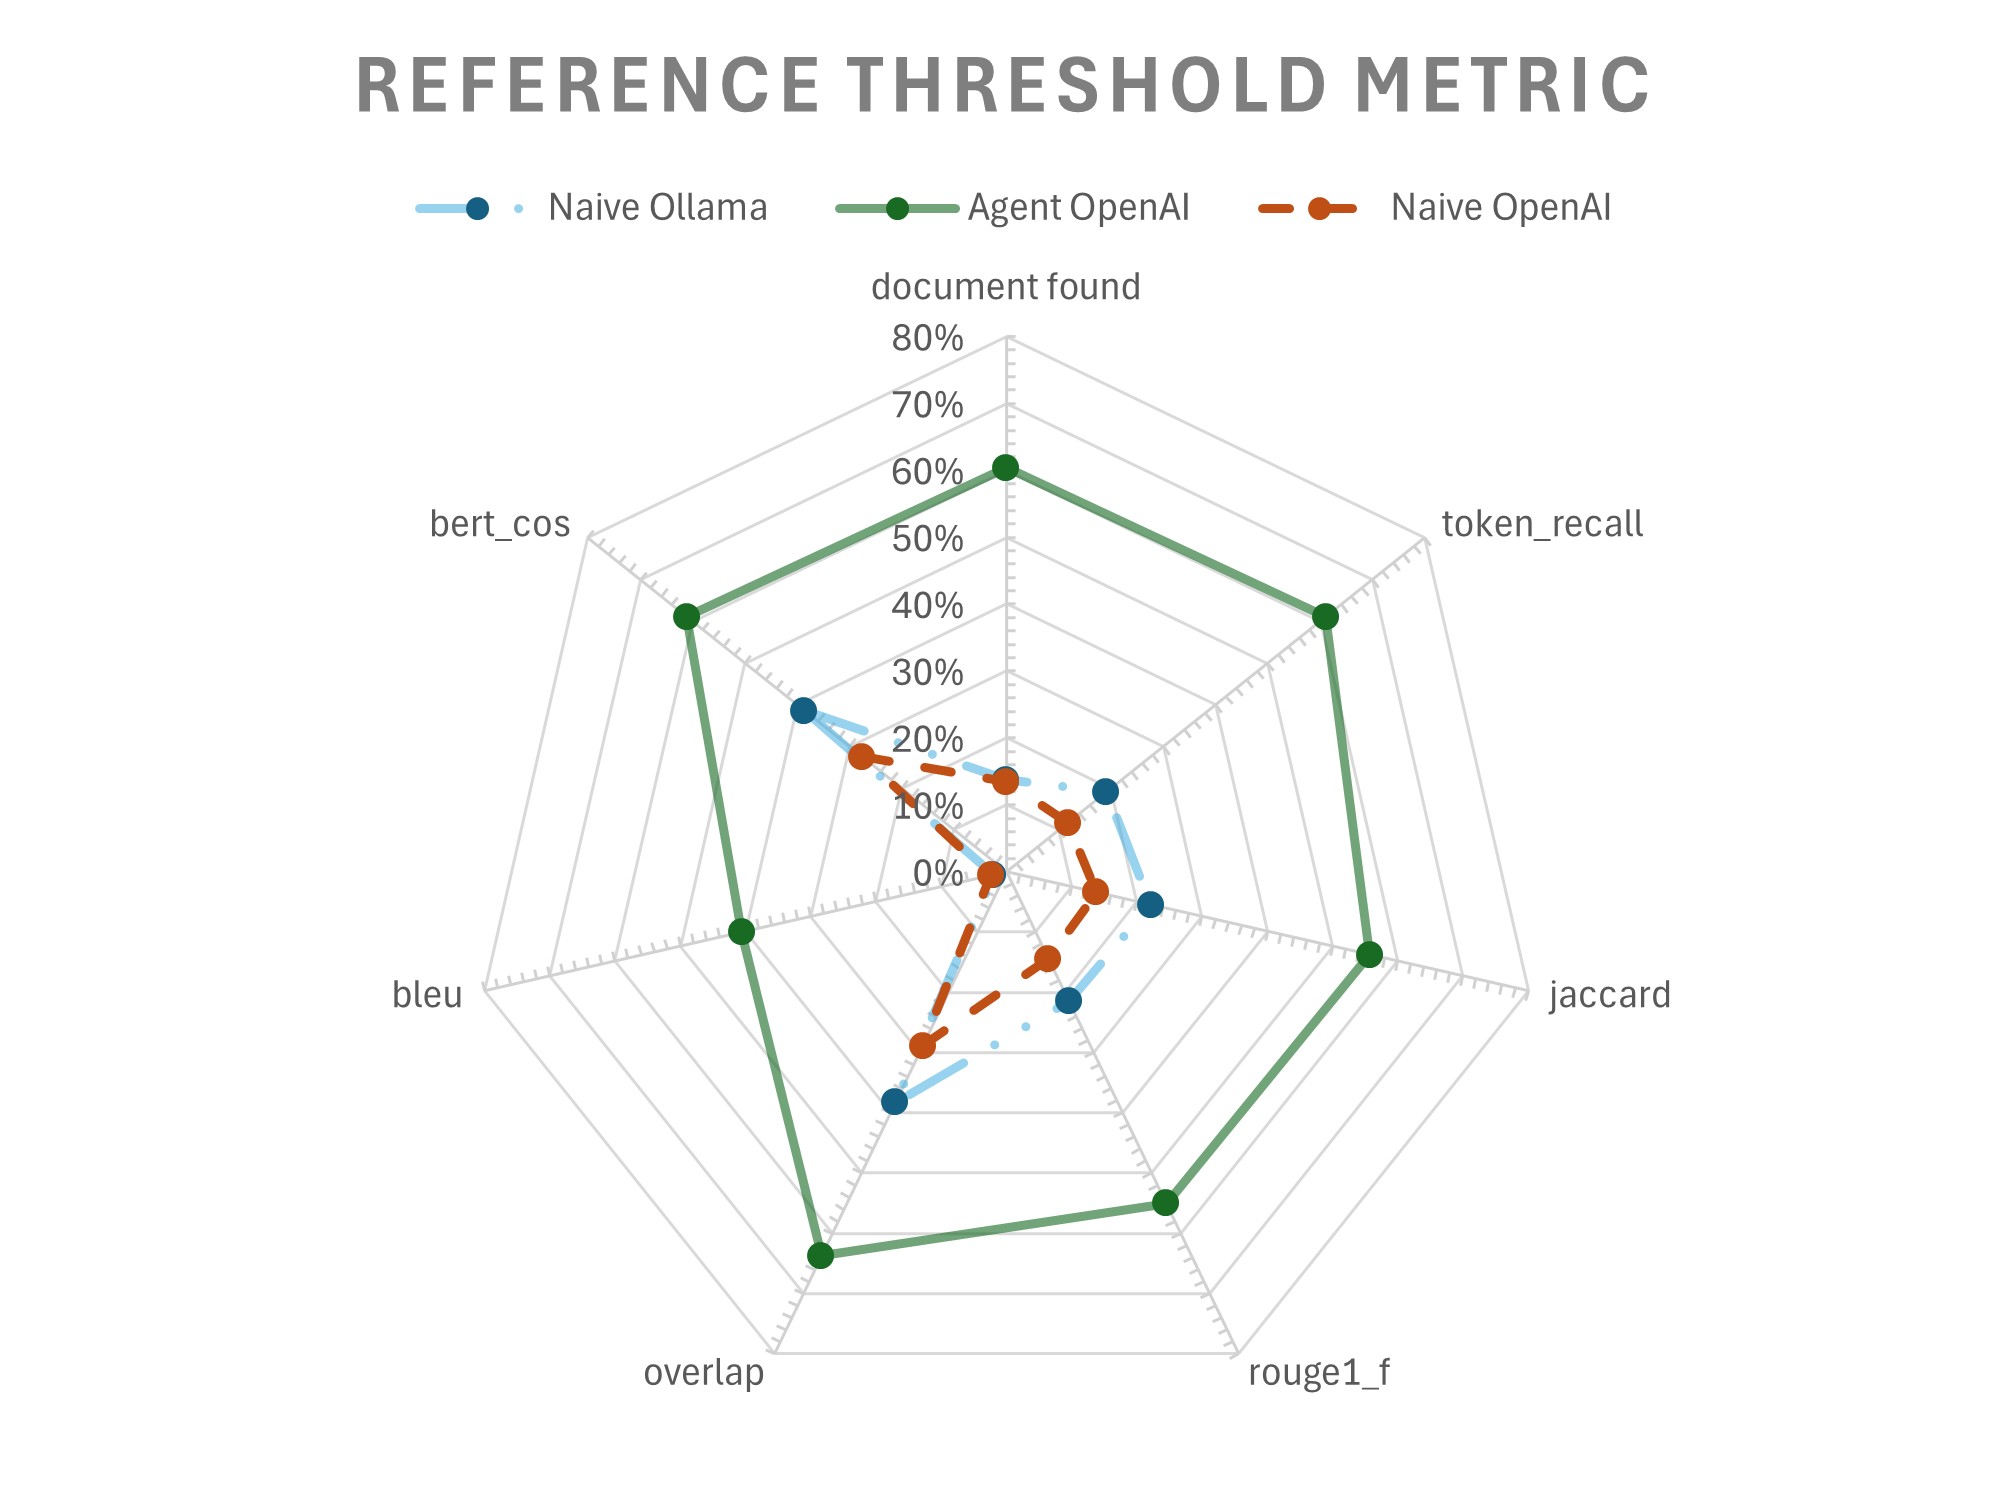 REFERENCE THRESHOLD METRIC
Naive Ollama Agent OpenAI Naive OpenAI
document found
80%
70%
60%
50%
40%
30%
20%
10%
0%
bert_cos
token_recall
bleu
jaccard
overlap
rouge1_f